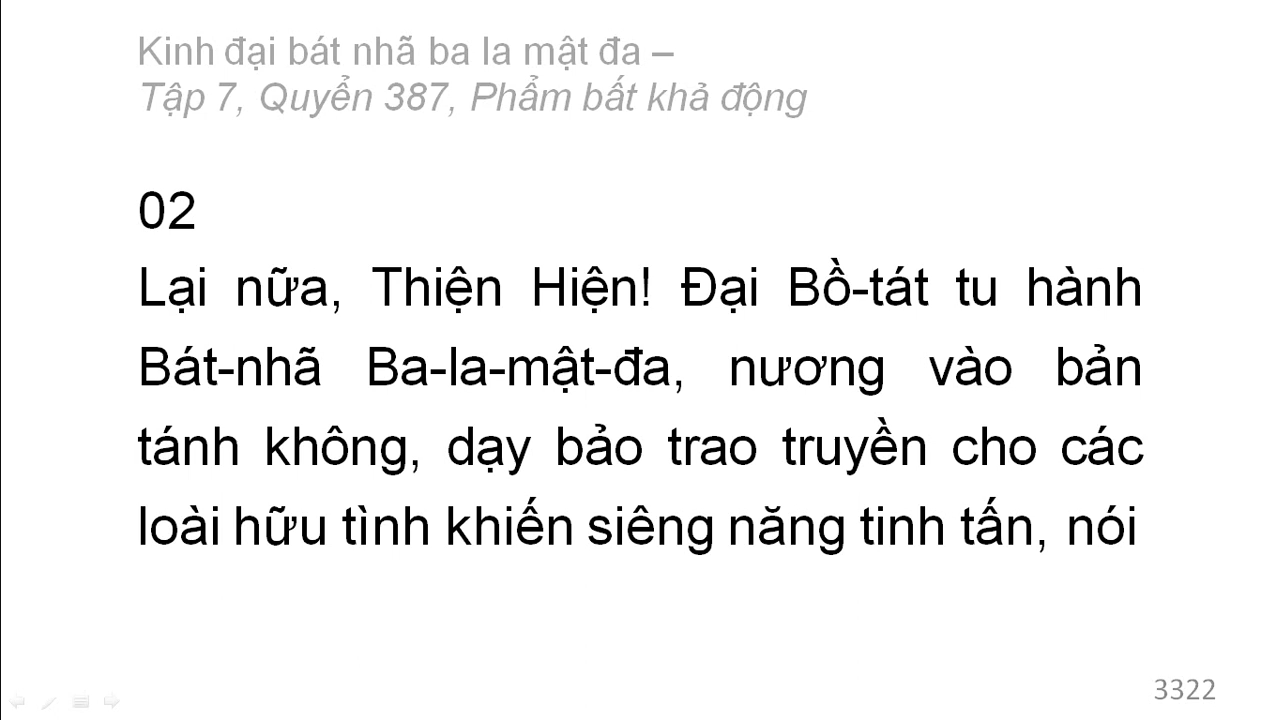 Kinh đại bát nhã ba la mật đa –
Tập 7, Quyển 387, Phẩm bất khả động
02
Lại nữa, Thiện Hiện! Đại Bồ-tát tu hành
Bát-nhã Ba-la-mật-đa, nương vào bản
tánh không, dạy bảo trao truyền cho các
loài hữu tình khiến siêng năng tinh tấn, nói
3322